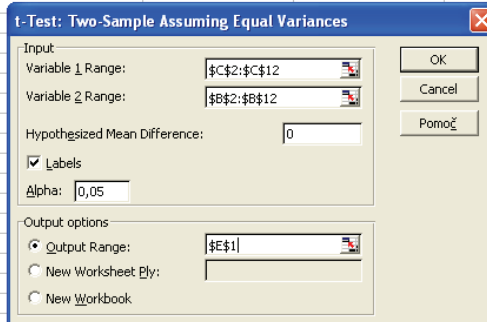 t-Test: Two-Sample Assuming Equal Variances
Input
Variable 1 Range: $C$2:$C$12
Variable 2 Range: $B$2:$B$12
Hypothesized Mean Difference: 0
Labels
Alpha: 0,05
OK
Cancel
Pomoč
Output options
Output Range: $E$1
New Worksheet Ply:
New Workbook